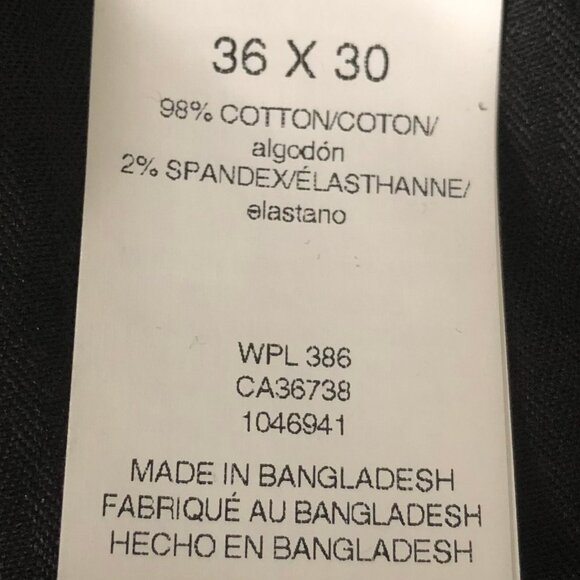 36 X 30
98% COTTON/COTON/
algodón
2% SPANDEX/ÉLASTHANNE/
elastano
WPL 386
CA36738
1046941
MADE IN BANGLADESH
FABRIQUÉ AU BANGLADESH
HECHO EN BANGLADESH